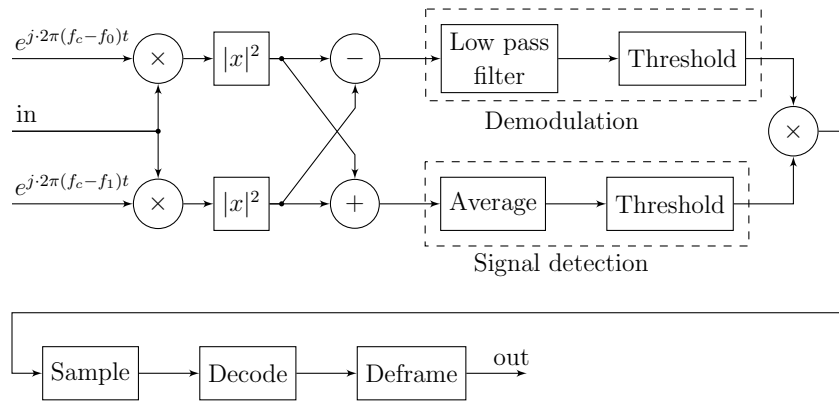 e^{j·2π(f_c−f_0)t}
×
|x|^2
−
Low pass
filter
Threshold
Demodulation
in
×
e^{j·2π(f_c−f_1)t}
×
|x|^2
+
Average
Threshold
Signal detection
Sample
Decode
Deframe
out